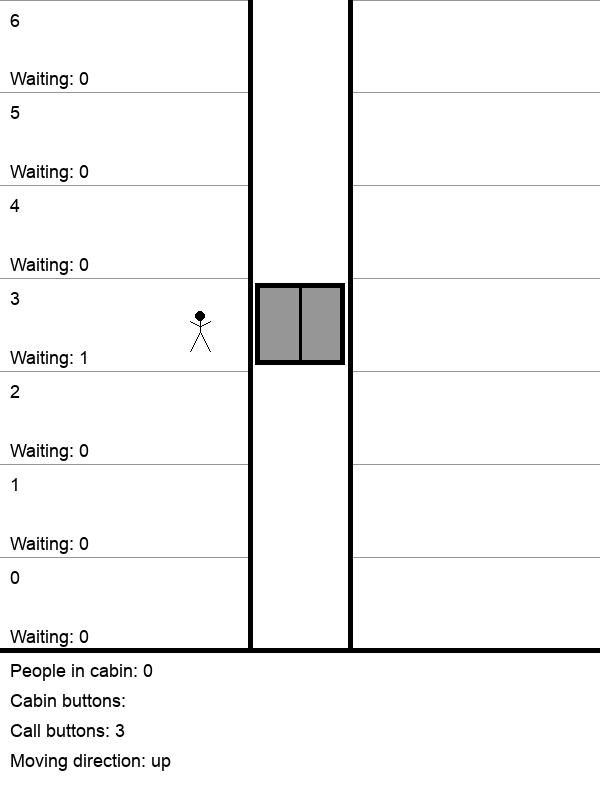 6
Waiting: 0
5
Waiting: 0
4
Waiting: 0
3
Waiting: 1
2
Waiting: 0
1
Waiting: 0
0
Waiting: 0
People in cabin: 0
Cabin buttons:
Call buttons: 3
Moving direction: up